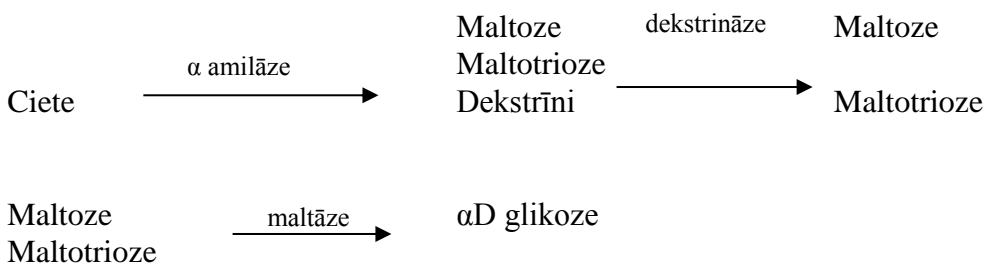 Maltoze dekstrināze Maltoze
α amilāze Maltotrioze
Ciete Dekstrīni Maltotrioze
Maltoze maltāze αD glikoze
Maltotrioze